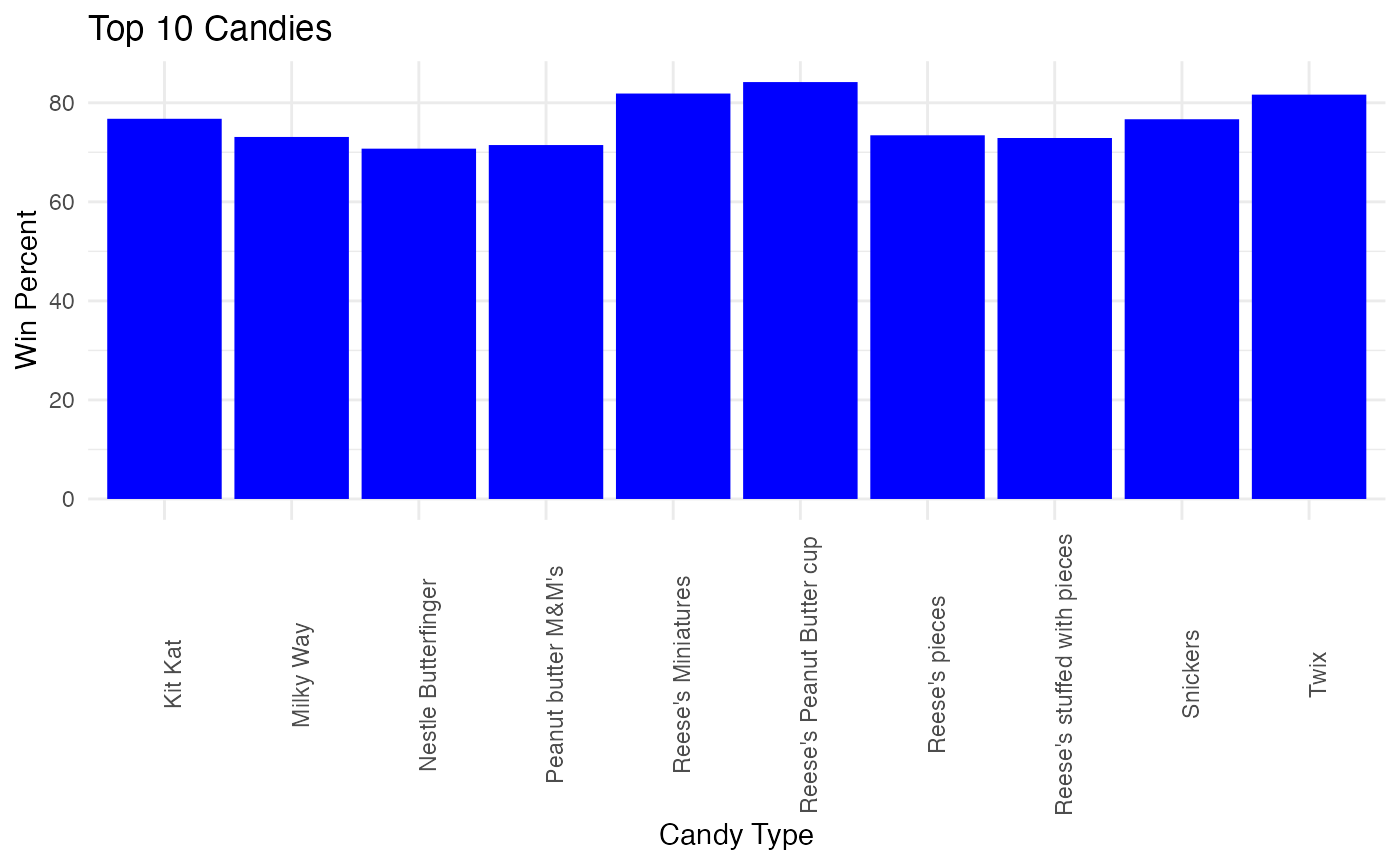 Top 10 Candies
Win Percent
80
60
40
20
0
Kit Kat
Milky Way
Nestle Butterfinger
Peanut butter M&M's
Reese's Miniatures
Reese's Peanut Butter cup
Reese's pieces
Reese's stuffed with pieces
Snickers
Twix
Candy Type